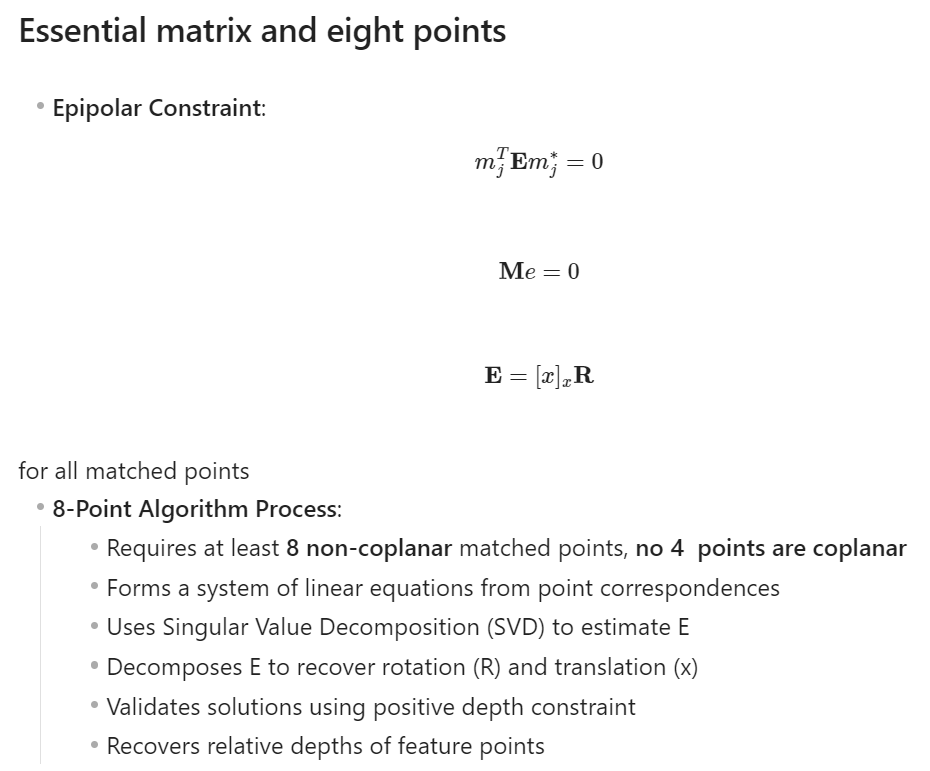 Essential matrix and eight points
• Epipolar Constraint:
$m_j^T \mathbf{E} m_j^* = 0$
$\mathbf{M}e = 0$
$\mathbf{E} = [x]_x \mathbf{R}$
for all matched points
• 8-Point Algorithm Process:
• Requires at least 8 non-coplanar matched points, no 4 points are coplanar
• Forms a system of linear equations from point correspondences
• Uses Singular Value Decomposition (SVD) to estimate E
• Decomposes E to recover rotation (R) and translation (x)
• Validates solutions using positive depth constraint
• Recovers relative depths of feature points